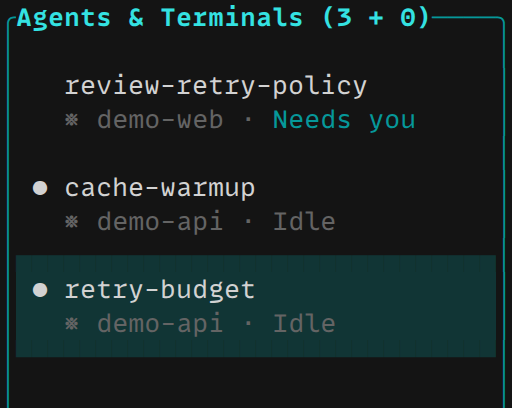 Agents & Terminals (3 + 0)
review-retry-policy
※ demo-web · Needs you
● cache-warmup
※ demo-api · Idle
● retry-budget
※ demo-api · Idle